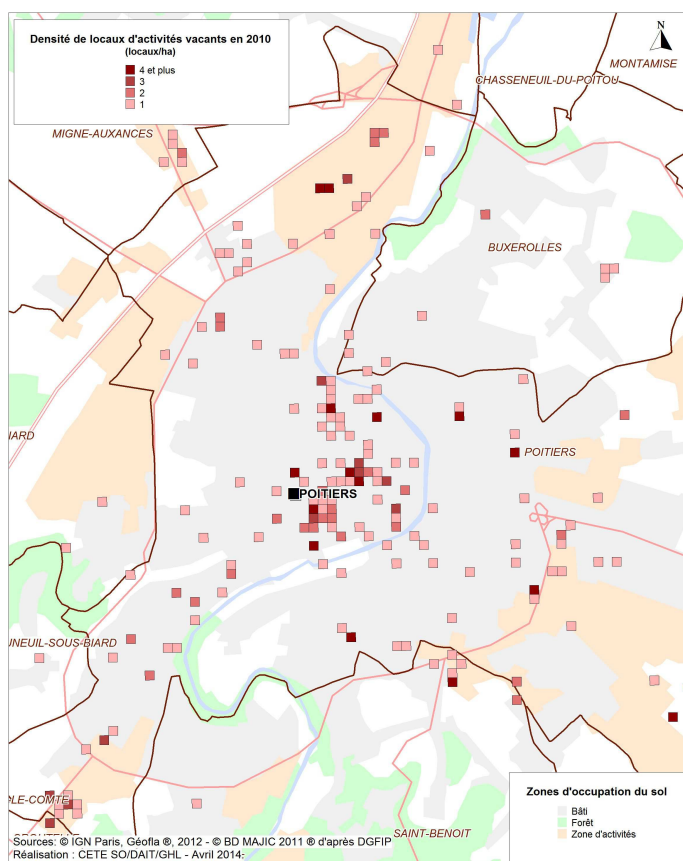 Densité de locaux d'activités vacants en 2010
(locaux/ha)
4 et plus
3
2
1
N
MONTAMISE
CHASSENEUIL-DU-POITOU
MIGNE-AUXANCES
BUXEROLLES
IARD
POITIERS
POITIERS
UNEUIL-SOUS-BIARD
LE-COMTE
SAINT-BENOIT
Zones d'occupation du sol
Bâti
Forêt
Zone d'activités
Sources: © IGN Paris, Géofla ®, 2012 - © BD MAJIC 2011 ® d'après DGFIP
Réalisation : CETE SO/DAIT/GHL - Avril 2014-